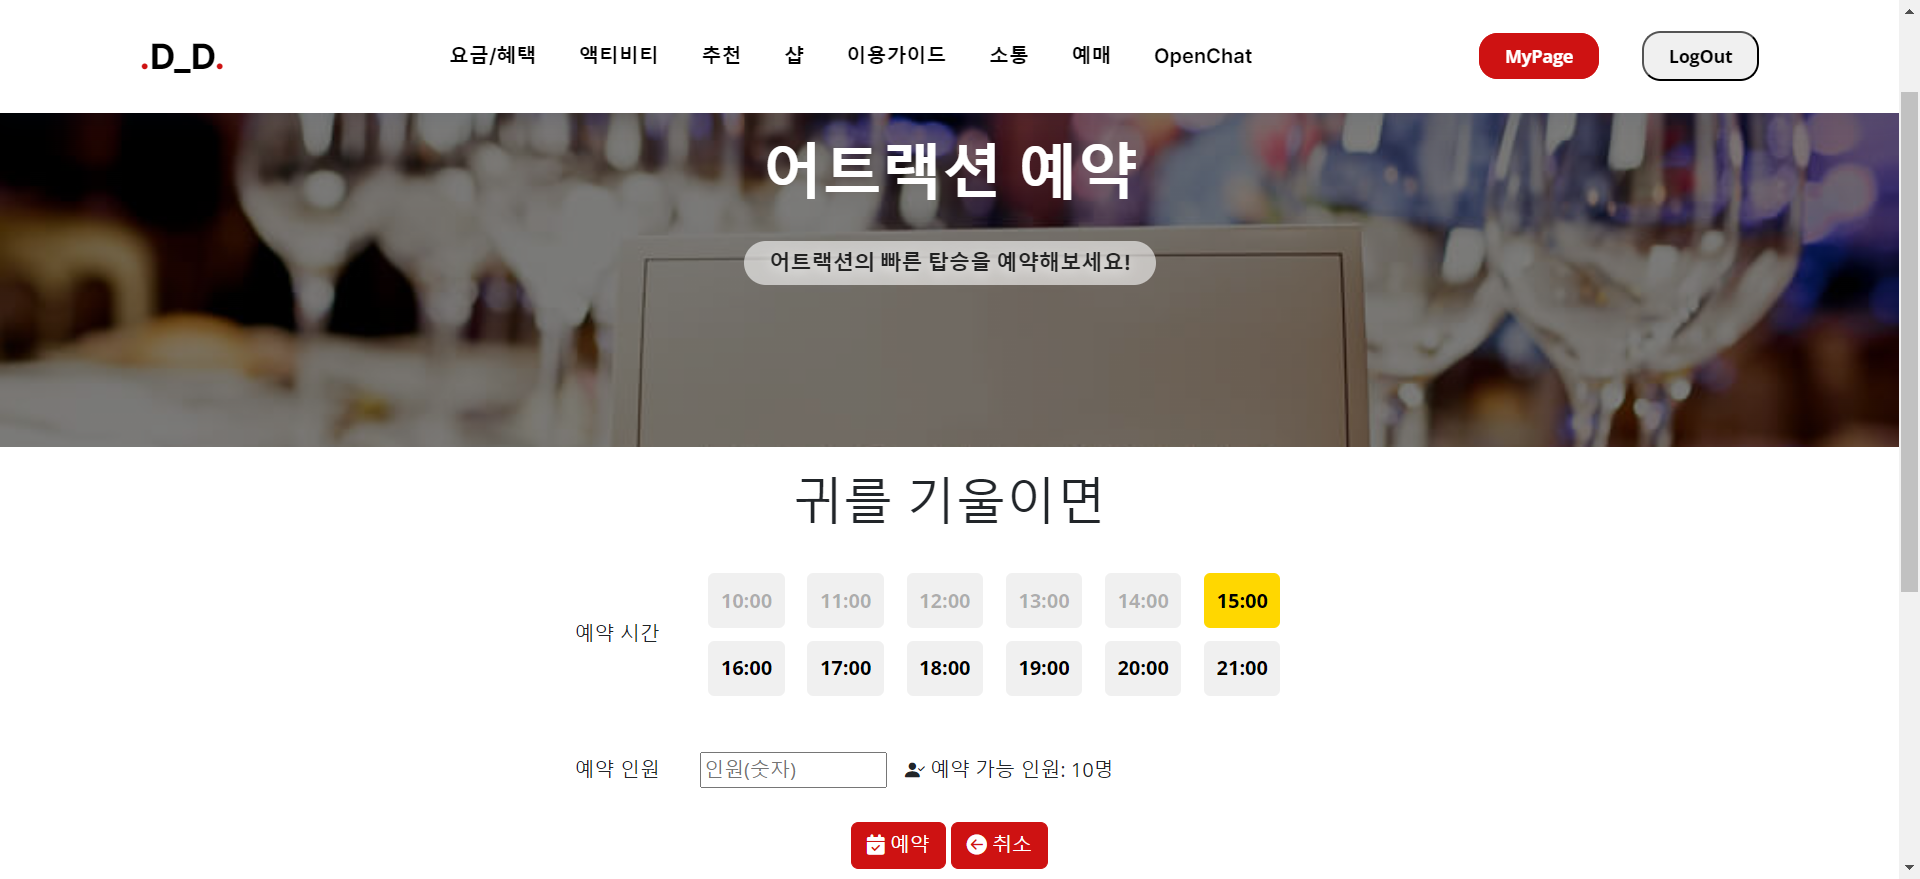 .D_D.
요금/혜택 액티비티 추천 샵 이용가이드 소통 예매 OpenChat
MyPage LogOut
어트랙션 예약
어트랙션의 빠른 탑승을 예약해보세요!
귀를 기울이면
예약 시간
10:00 11:00 12:00 13:00 14:00 15:00
16:00 17:00 18:00 19:00 20:00 21:00
예약 인원 인원(숫자) 예약 가능 인원: 10명
예약 취소